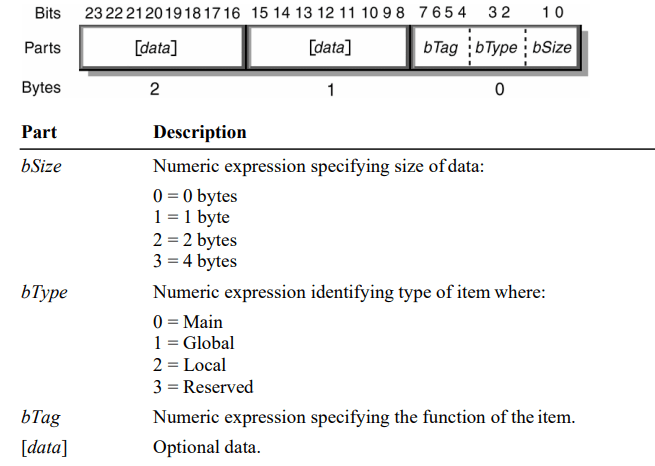 Bits 23 22 21 20 19 18 17 16 15 14 13 12 11 10 9 8 7 6 5 4 3 2 1 0
Parts [data] [data] bTag bType bSize
Bytes 2 1 0
Part Description
bSize Numeric expression specifying size of data:
0 = 0 bytes
1 = 1 byte
2 = 2 bytes
3 = 4 bytes
bType Numeric expression identifying type of item where:
0 = Main
1 = Global
2 = Local
3 = Reserved
bTag Numeric expression specifying the function of the item.
[data] Optional data.